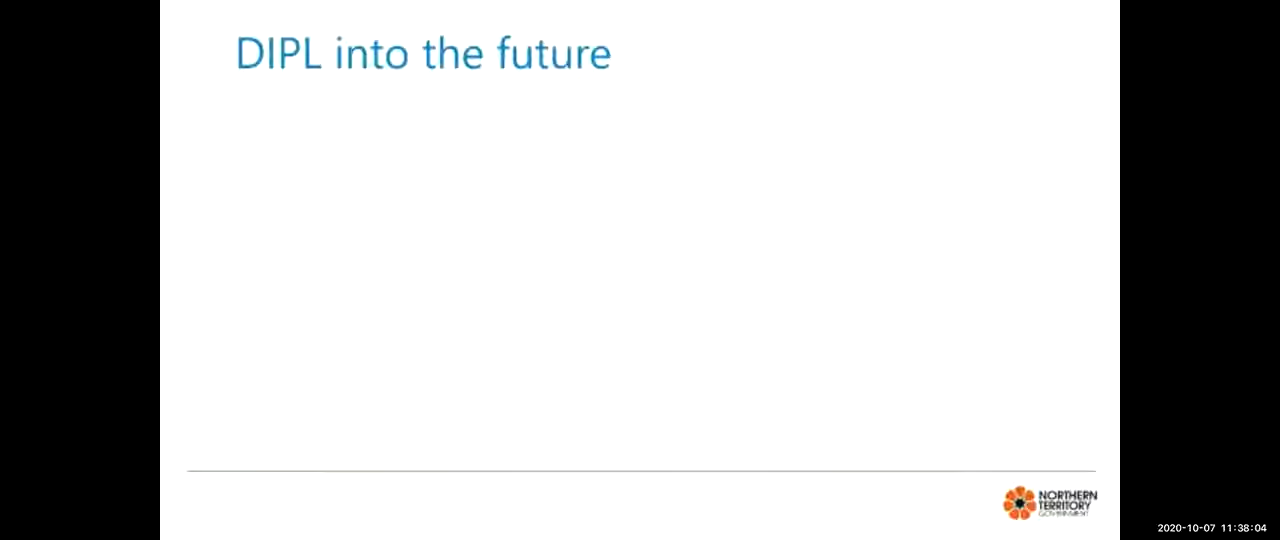 DIPL into the future
NORTHERN
TERRITORY
GOVERNMENT
2020-10-07 11:38:04